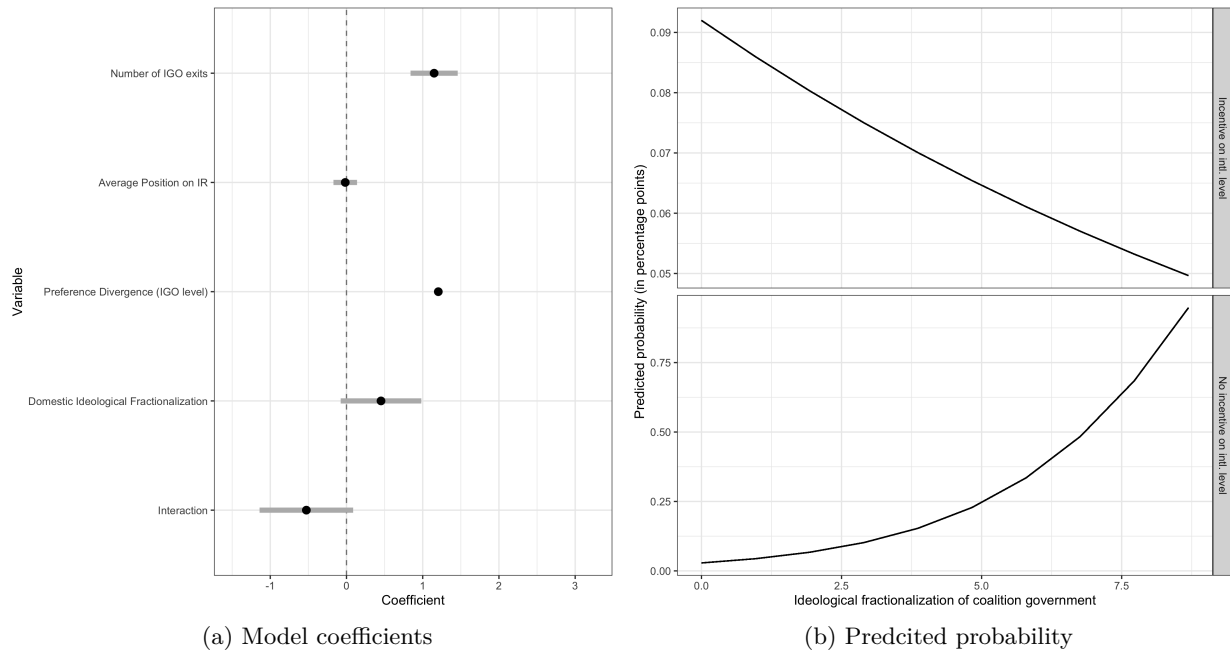 Variable
Number of IGO exits
Average Position on IR
Preference Divergence (IGO level)
Domestic Ideological Fractionalization
Interaction
-1 0 1 2 3
Coefficient
(a) Model coefficients
Predicted probability (in percentage points)
0.09
0.08
0.07
0.06
0.05
Incentive on intl. level
0.75
0.50
0.25
0.00
No incentive on intl. level
0.0 2.5 5.0 7.5
Ideological fractionalization of coalition government
(b) Predcited probability